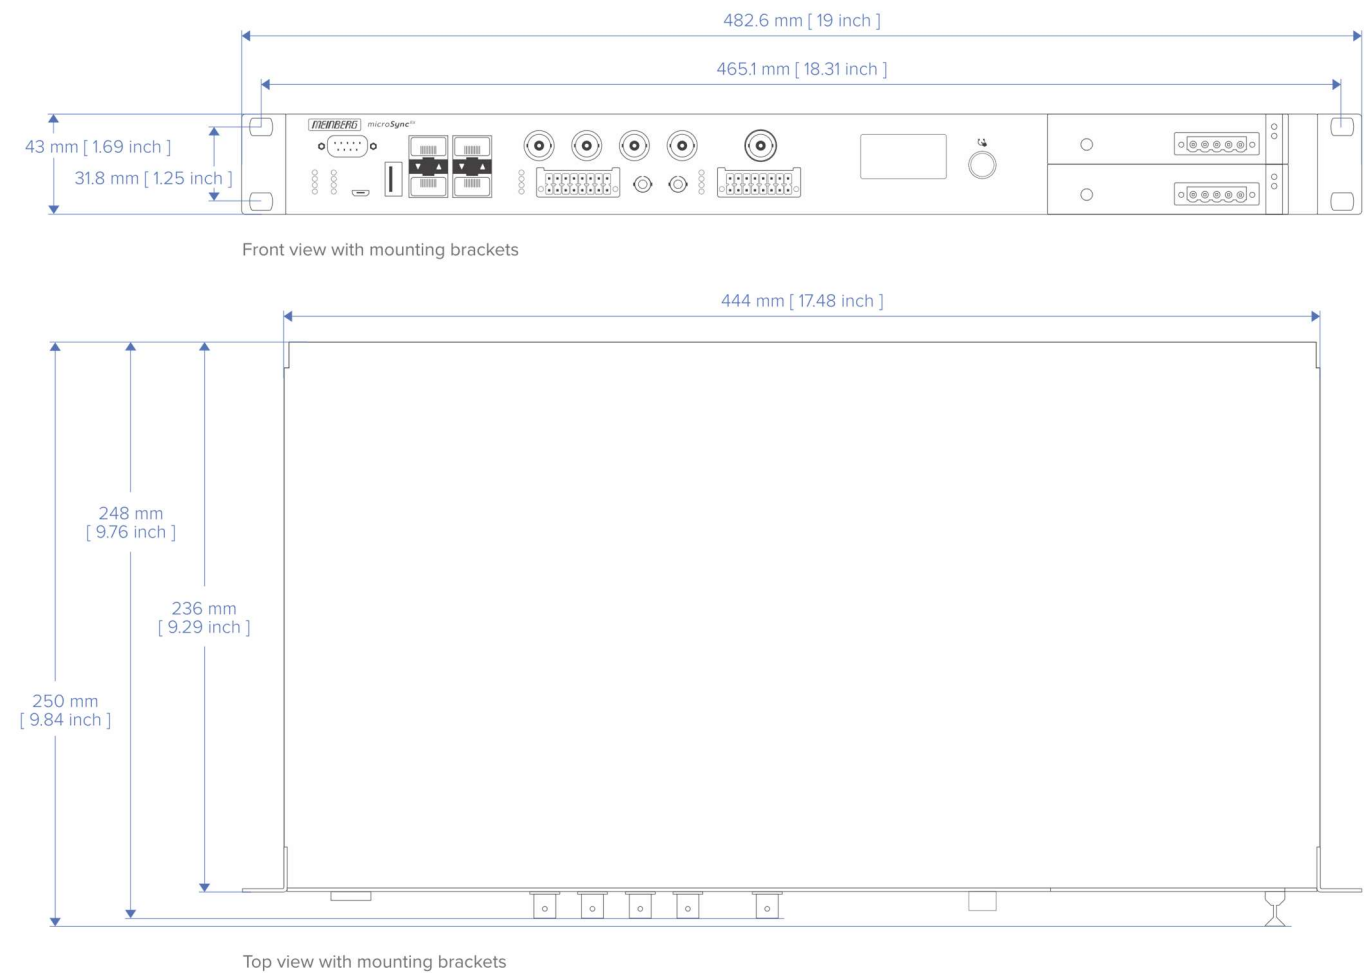 482.6 mm [ 19 inch ]
465.1 mm [ 18.31 inch ]
MEINBERG microSync
43 mm [ 1.69 inch ]
31.8 mm [ 1.25 inch ]
Front view with mounting brackets
444 mm [ 17.48 inch ]
248 mm
[ 9.76 inch ]
236 mm
[ 9.29 inch ]
250 mm
[ 9.84 inch ]
Top view with mounting brackets